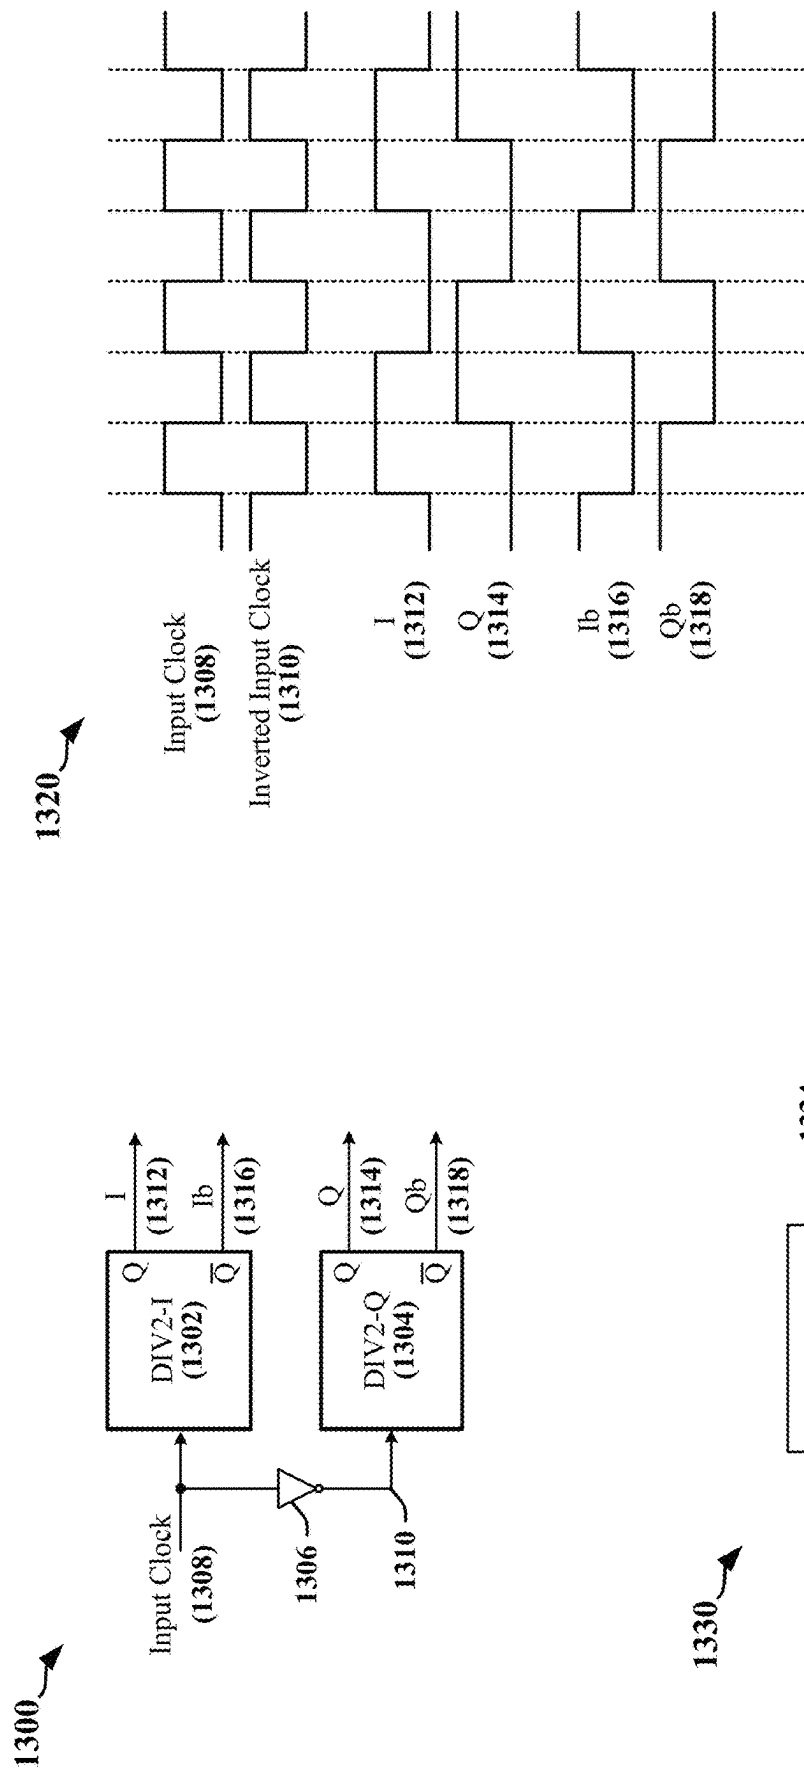 1300
Input Clock
(1308)
DIV2-I
(1302)
Q
Q
I
(1312)
Ib
(1316)
1306
1310
DIV2-Q
(1304)
Q
Q
Q
(1314)
Qb
(1318)
1320
Input Clock
(1308)
Inverted Input Clock
(1310)
I
(1312)
Q
(1314)
Ib
(1316)
Qb
(1318)
1330